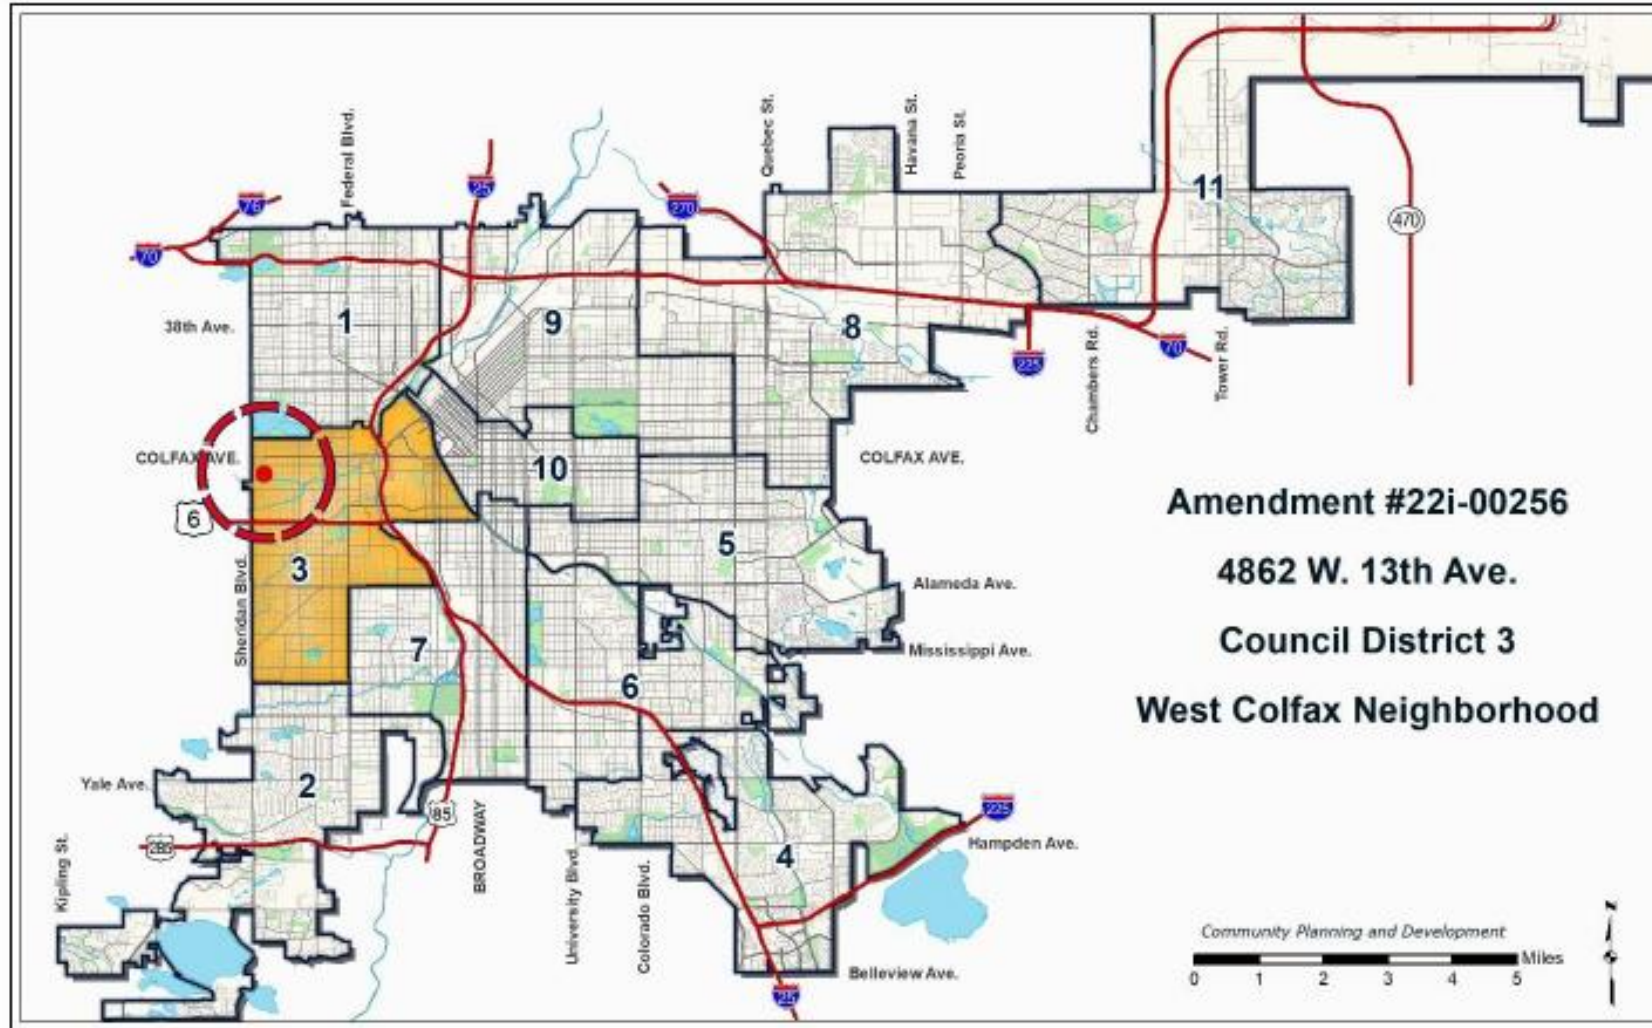 Federal Blvd.
Quebec St.
Havana St.
Peoria St.
76
25
270
11
470
70
38th Ave.
1
9
8
225
Chambers Rd.
70
Tower Rd.
COLFAX AVE.
10
COLFAX AVE.
6
Sheridan Blvd.
3
5
Alameda Ave.
7
Mississippi Ave.
6
Amendment #22i-00256
4862 W. 13th Ave.
Council District 3
West Colfax Neighborhood
Yale Ave.
2
85
285
225
Hampden Ave.
4
Kipling St.
BROADWAY
University Blvd.
Colorado Blvd.
Belleview Ave.
25
Community Planning and Development
Miles
0 1 2 3 4 5
N